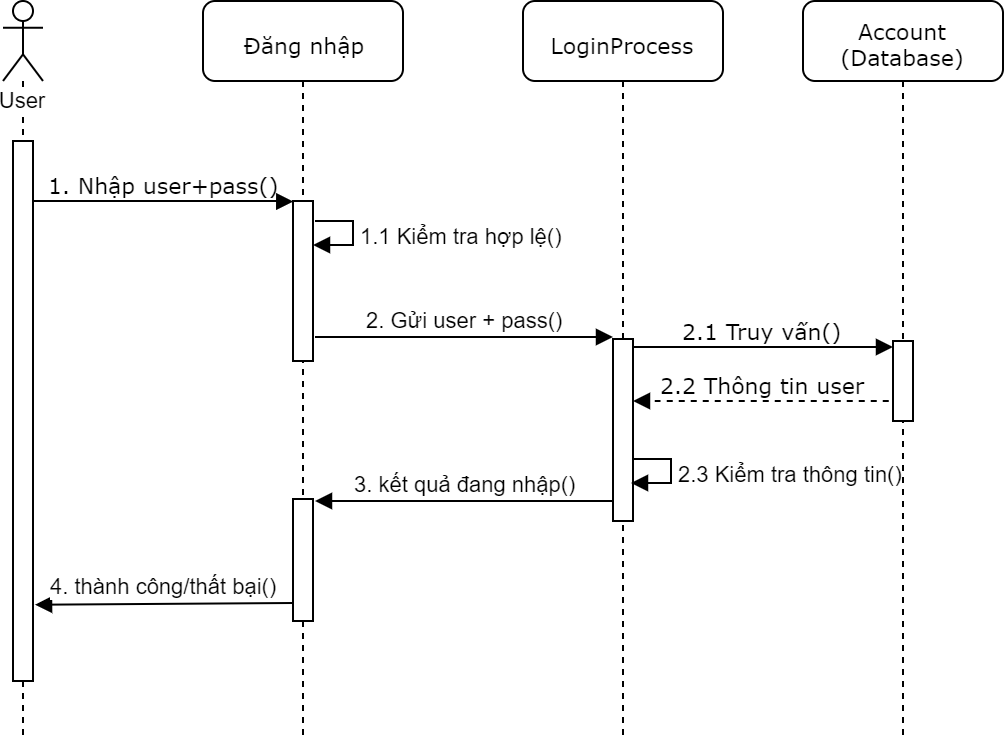 User
Đăng nhập
LoginProcess
Account
(Database)
1. Nhập user+pass()
1.1 Kiểm tra hợp lệ()
2. Gửi user + pass()
2.1 Truy vấn()
2.2 Thông tin user
2.3 Kiểm tra thông tin()
3. kết quả đang nhập()
4. thành công/thất bại()